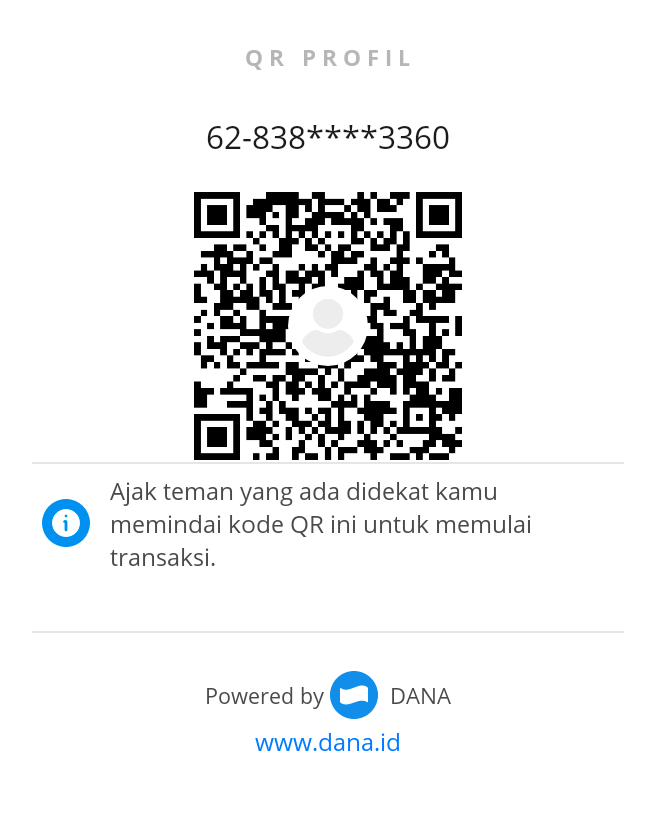 QR PROFIL
62-838****3360
Ajak teman yang ada didekat kamu
memindai kode QR ini untuk memulai
transaksi.
Powered by DANA
www.dana.id